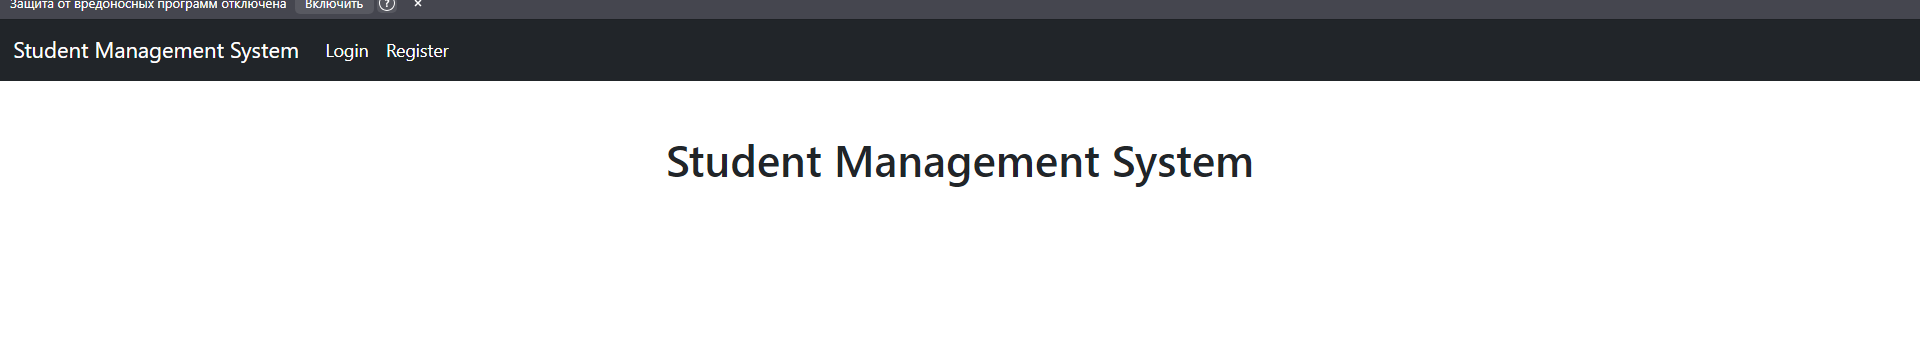 Защита от вредоносных программ отключена Включить ? ×
Student Management System Login Register
Student Management System